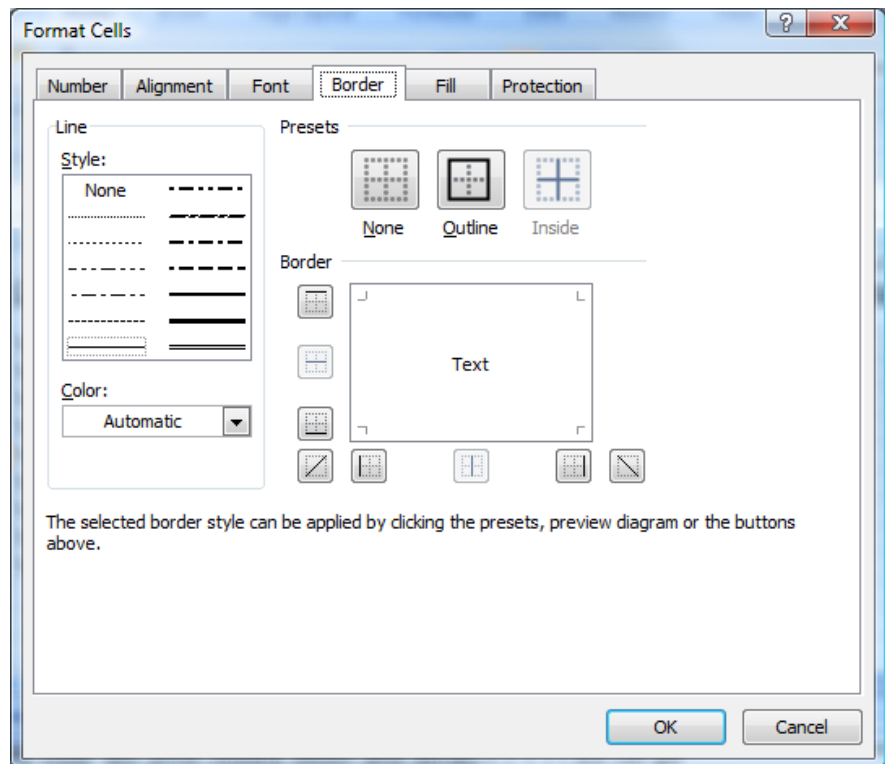 Format Cells
Number Alignment Font Border Fill Protection
Line
Style:
None
Color:
Automatic
Presets
None Outline Inside
Border
Text
The selected border style can be applied by clicking the presets, preview diagram or the buttons
above.
OK Cancel